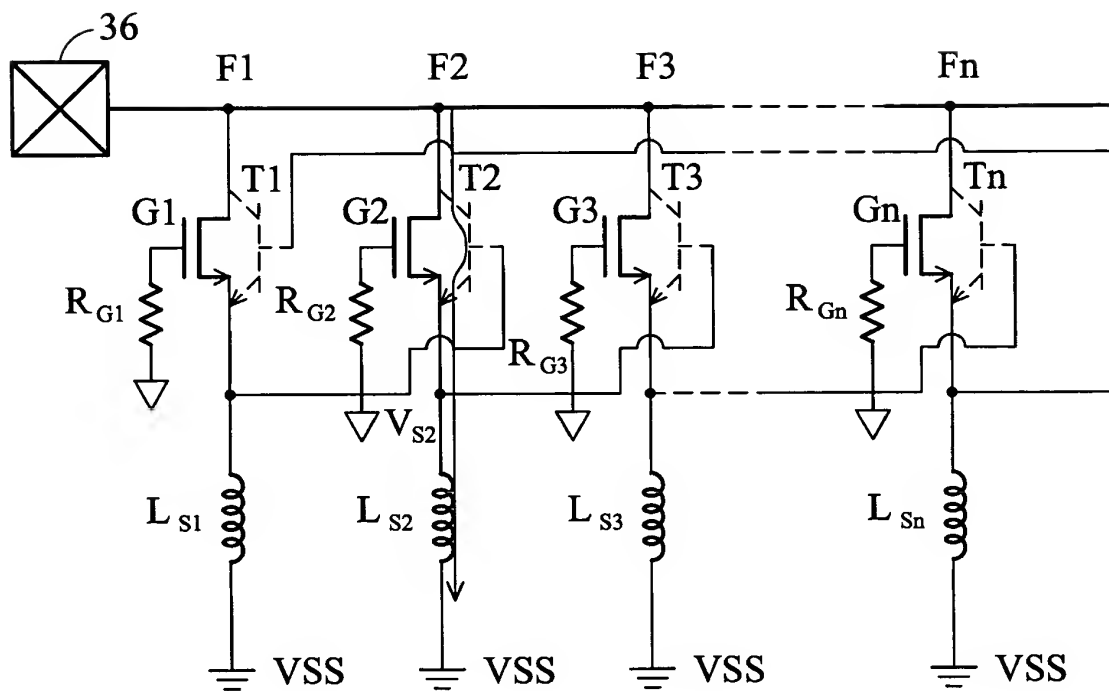 36
F1 F2 F3 Fn
T1 T2 T3 Tn
G1 G2 G3 Gn
R G1 R G2 R G3 R Gn
V S2
L S1 L S2 L S3 L Sn
VSS VSS VSS VSS